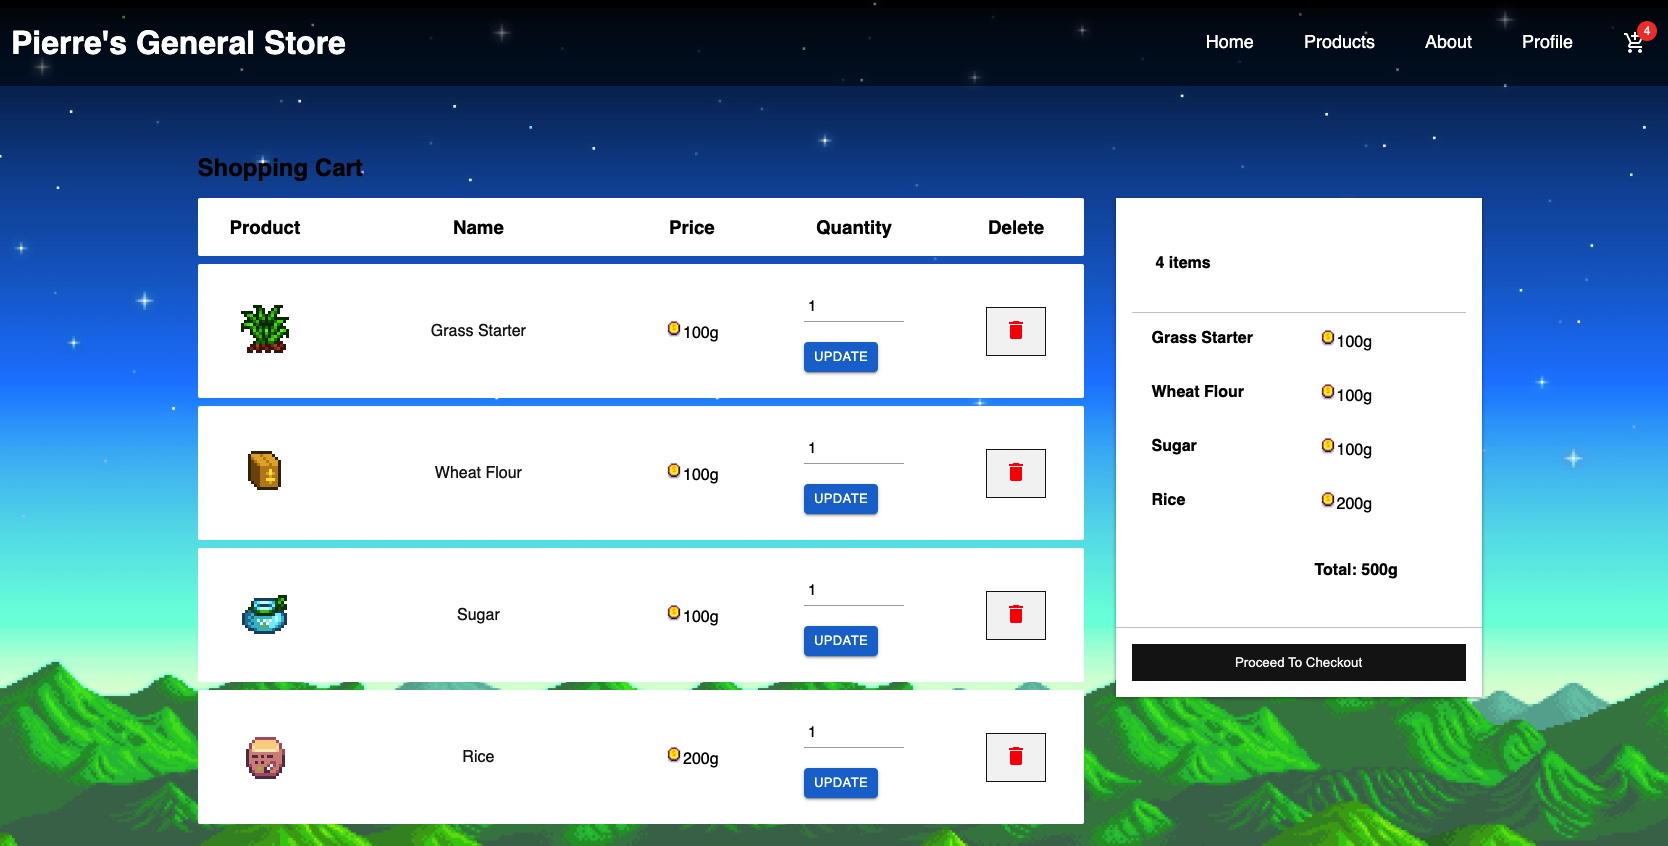 Pierre's General Store
Home Products About Profile 4
Shopping Cart
Product Name Price Quantity Delete
Grass Starter 100g 1
UPDATE
Wheat Flour 100g 1
UPDATE
Sugar 100g 1
UPDATE
Rice 200g 1
UPDATE
4 items
Grass Starter 100g
Wheat Flour 100g
Sugar 100g
Rice 200g
Total: 500g
Proceed To Checkout